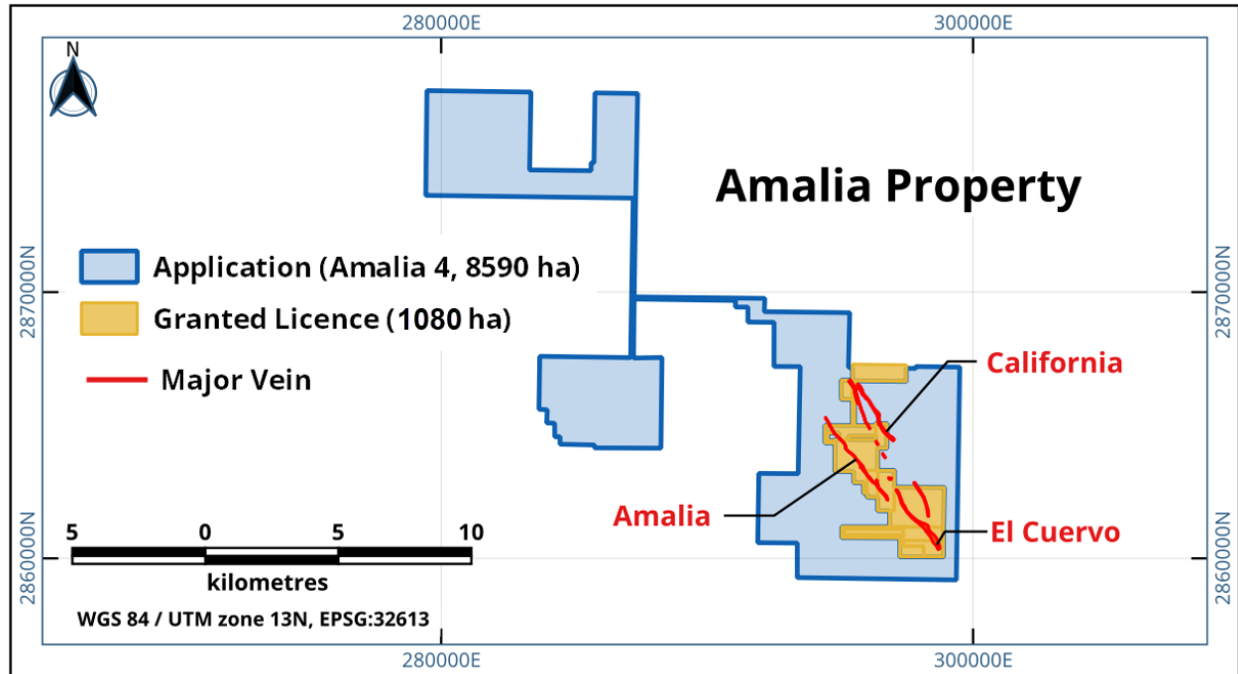 280000E
300000E
N
Amalia Property
Application (Amalia 4, 8590 ha)
2870000N
2870000N
Granted Licence (1080 ha)
California
Major Vein
Amalia
El Cuervo
5
0
5
10
kilometres
2860000N
2860000N
WGS 84 / UTM zone 13N, EPSG:32613
280000E
300000E